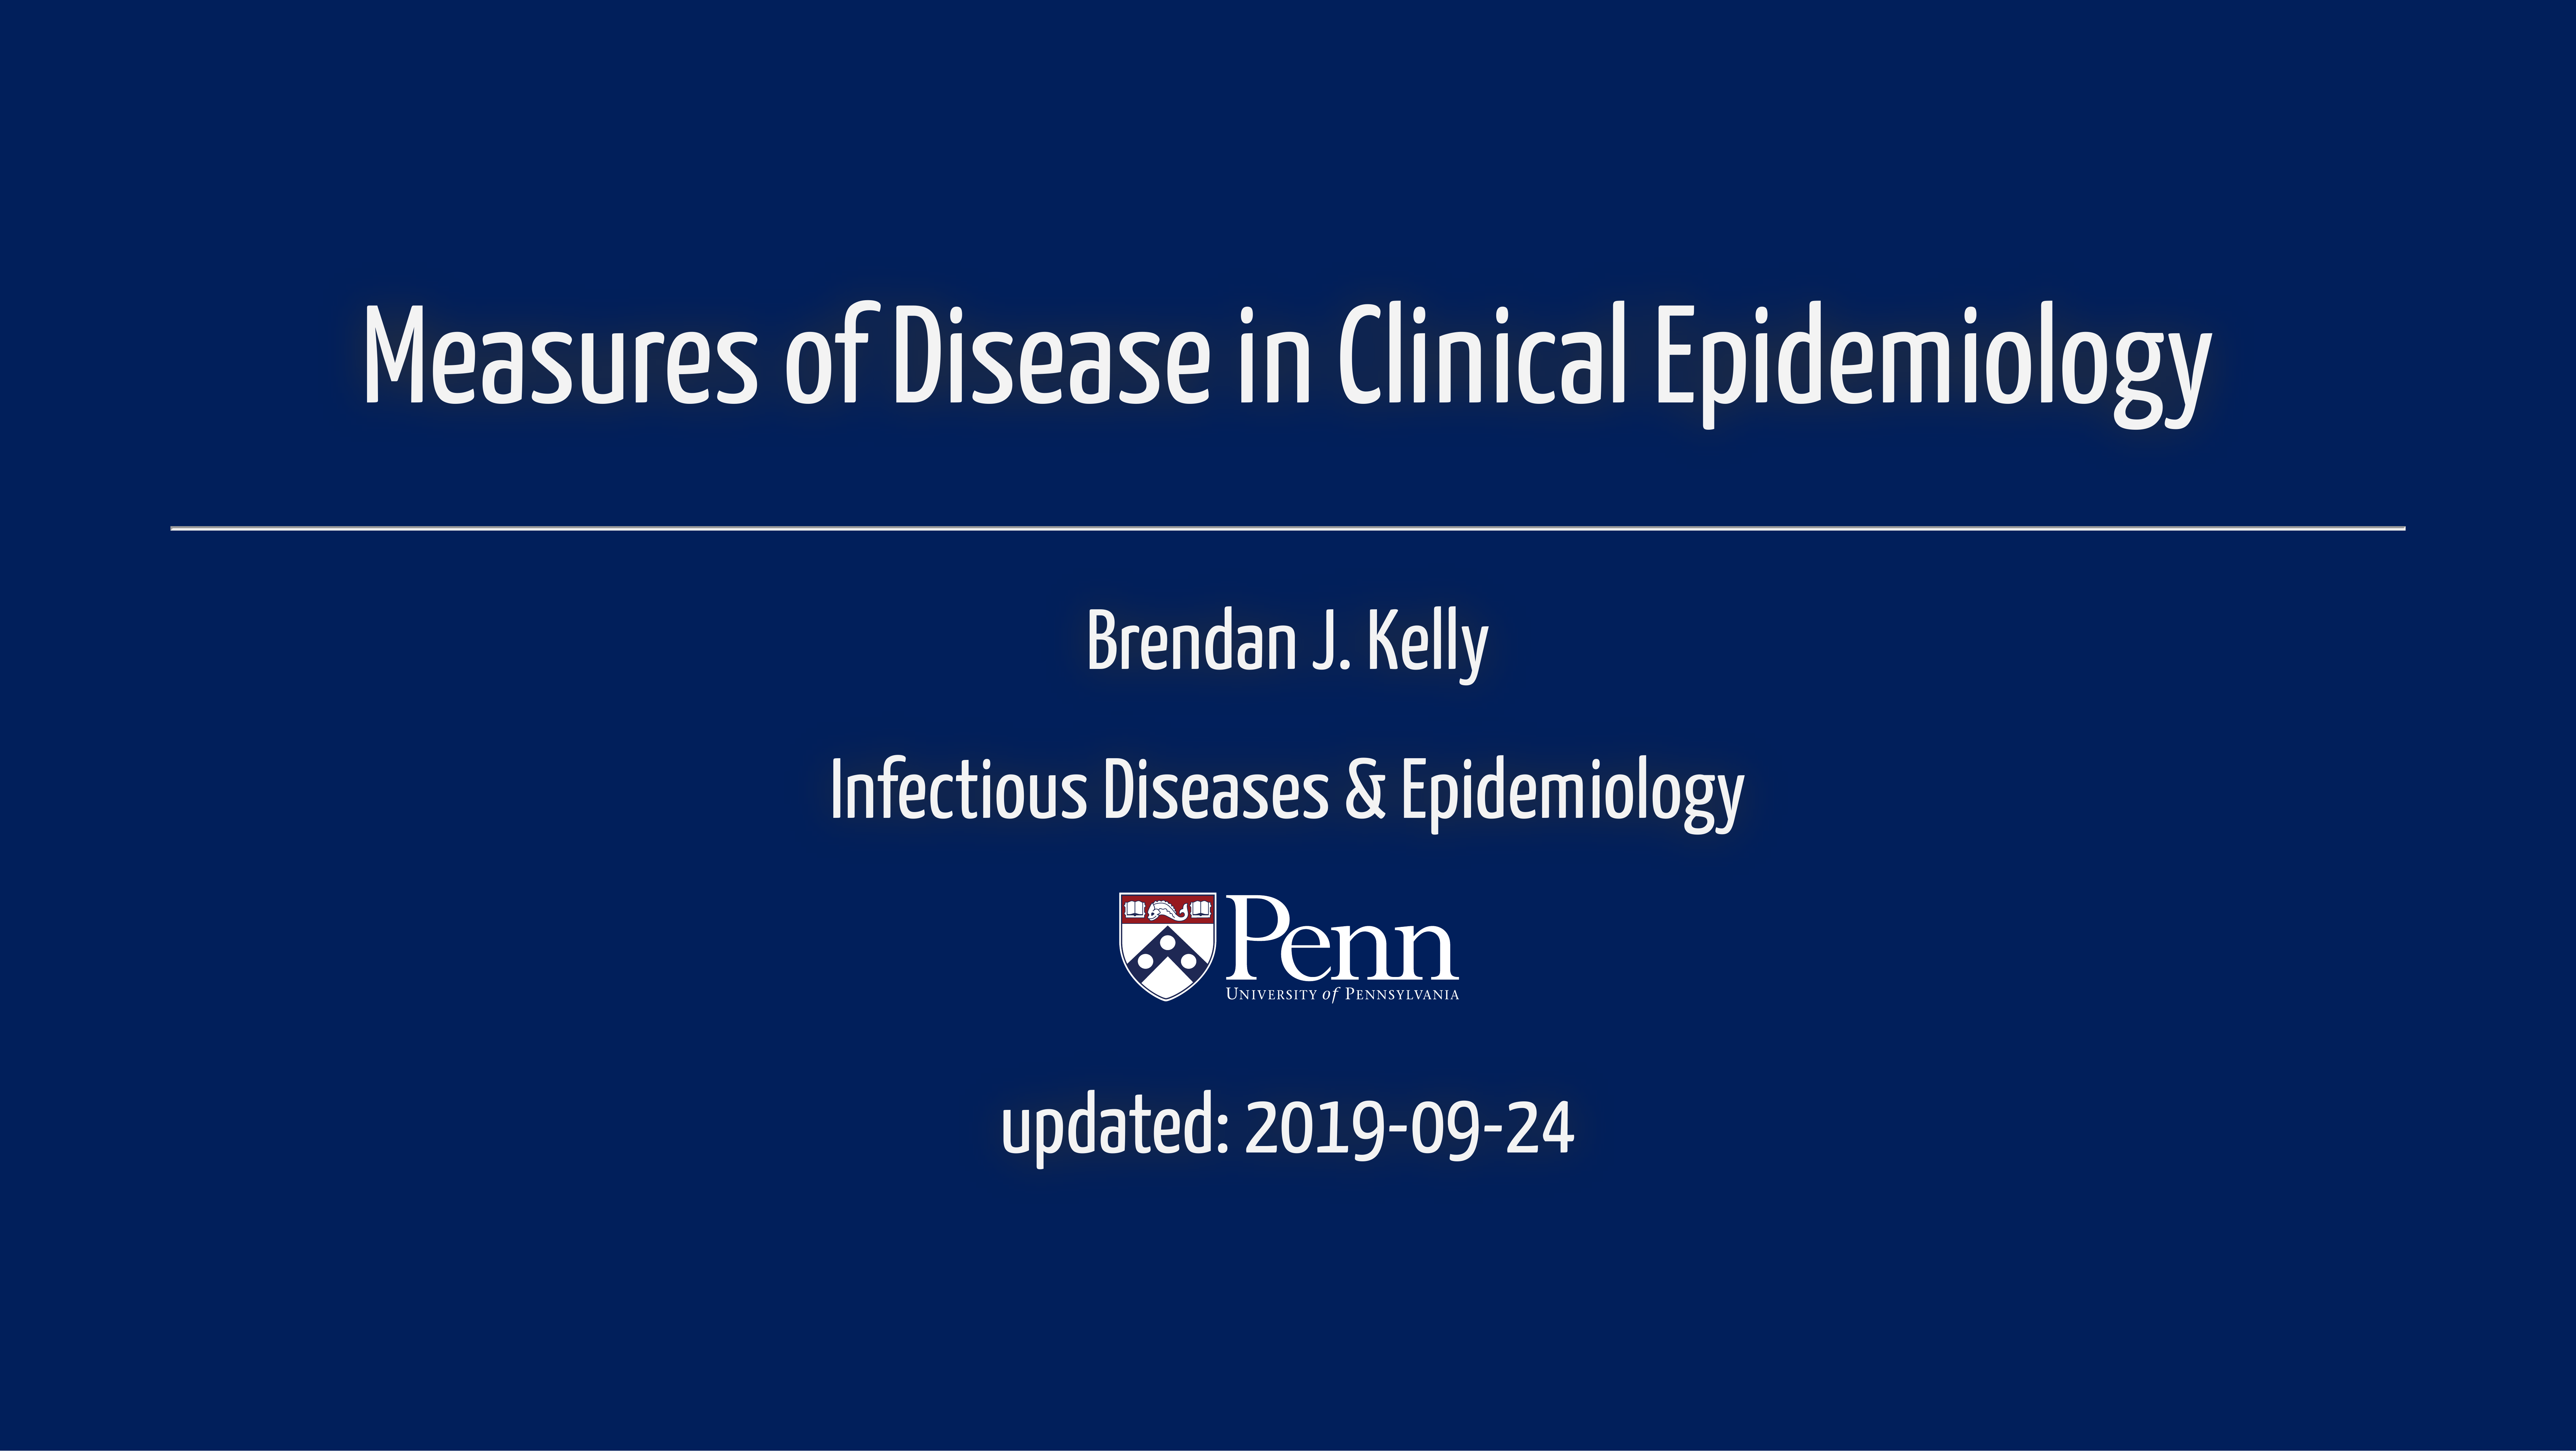 Measures of Disease in Clinical Epidemiology
Brendan J. Kelly
Infectious Diseases & Epidemiology
Penn
University of Pennsylvania
updated: 2019-09-24